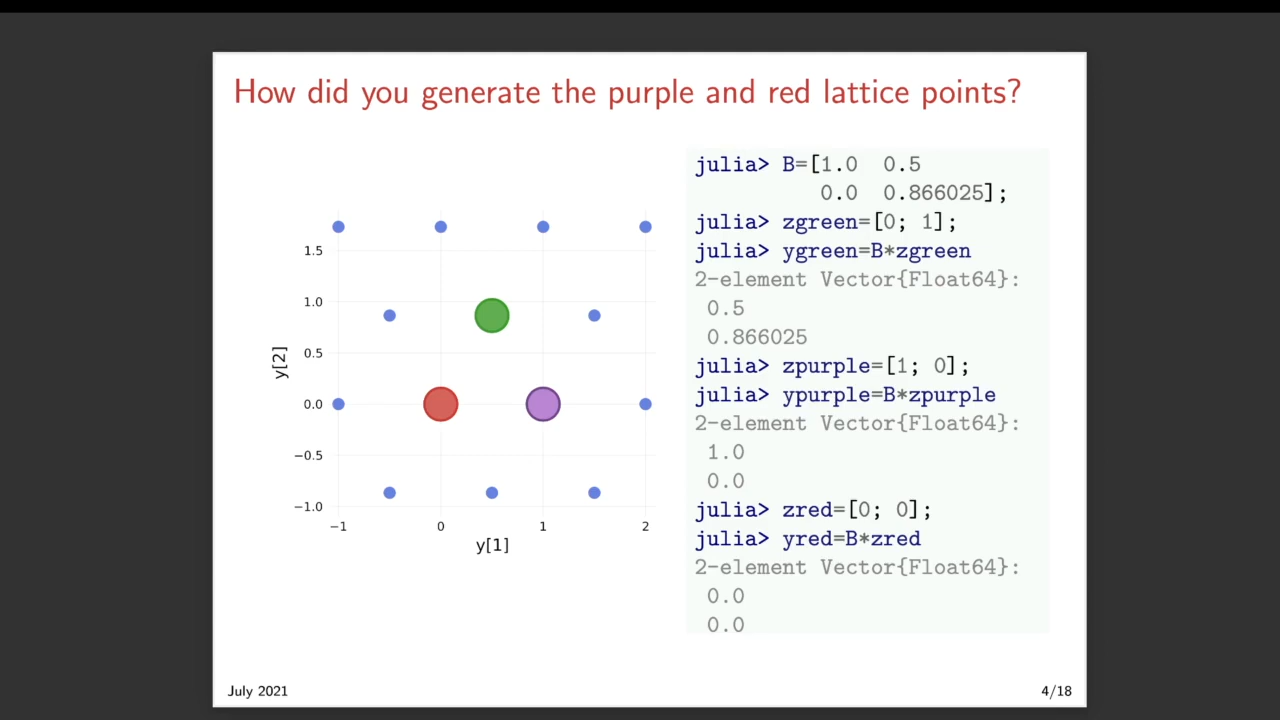 How did you generate the purple and red lattice points?
1.5
1.0
0.5
0.0
−0.5
−1.0
y[2]
−1 0 1 2
y[1]
julia> B=[1.0 0.5
0.0 0.866025];
julia> zgreen=[0; 1];
julia> ygreen=B*zgreen
2-element Vector{Float64}:
0.5
0.866025
julia> zpurple=[1; 0];
julia> ypurple=B*zpurple
2-element Vector{Float64}:
1.0
0.0
julia> zred=[0; 0];
julia> yred=B*zred
2-element Vector{Float64}:
0.0
0.0
July 2021
4/18